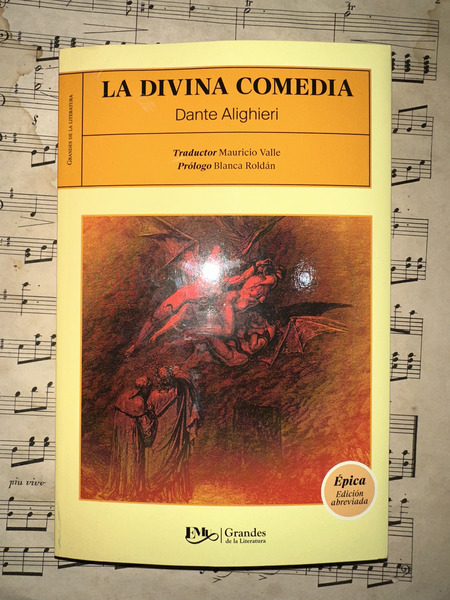 GRANDES DE LA LITERATURA
LA DIVINA COMEDIA
Dante Alighieri
Traductor Mauricio Valle
Prólogo Blanca Roldán
Épica
Edición
abreviada
EMU
Grandes
de la Literatura
più vivo